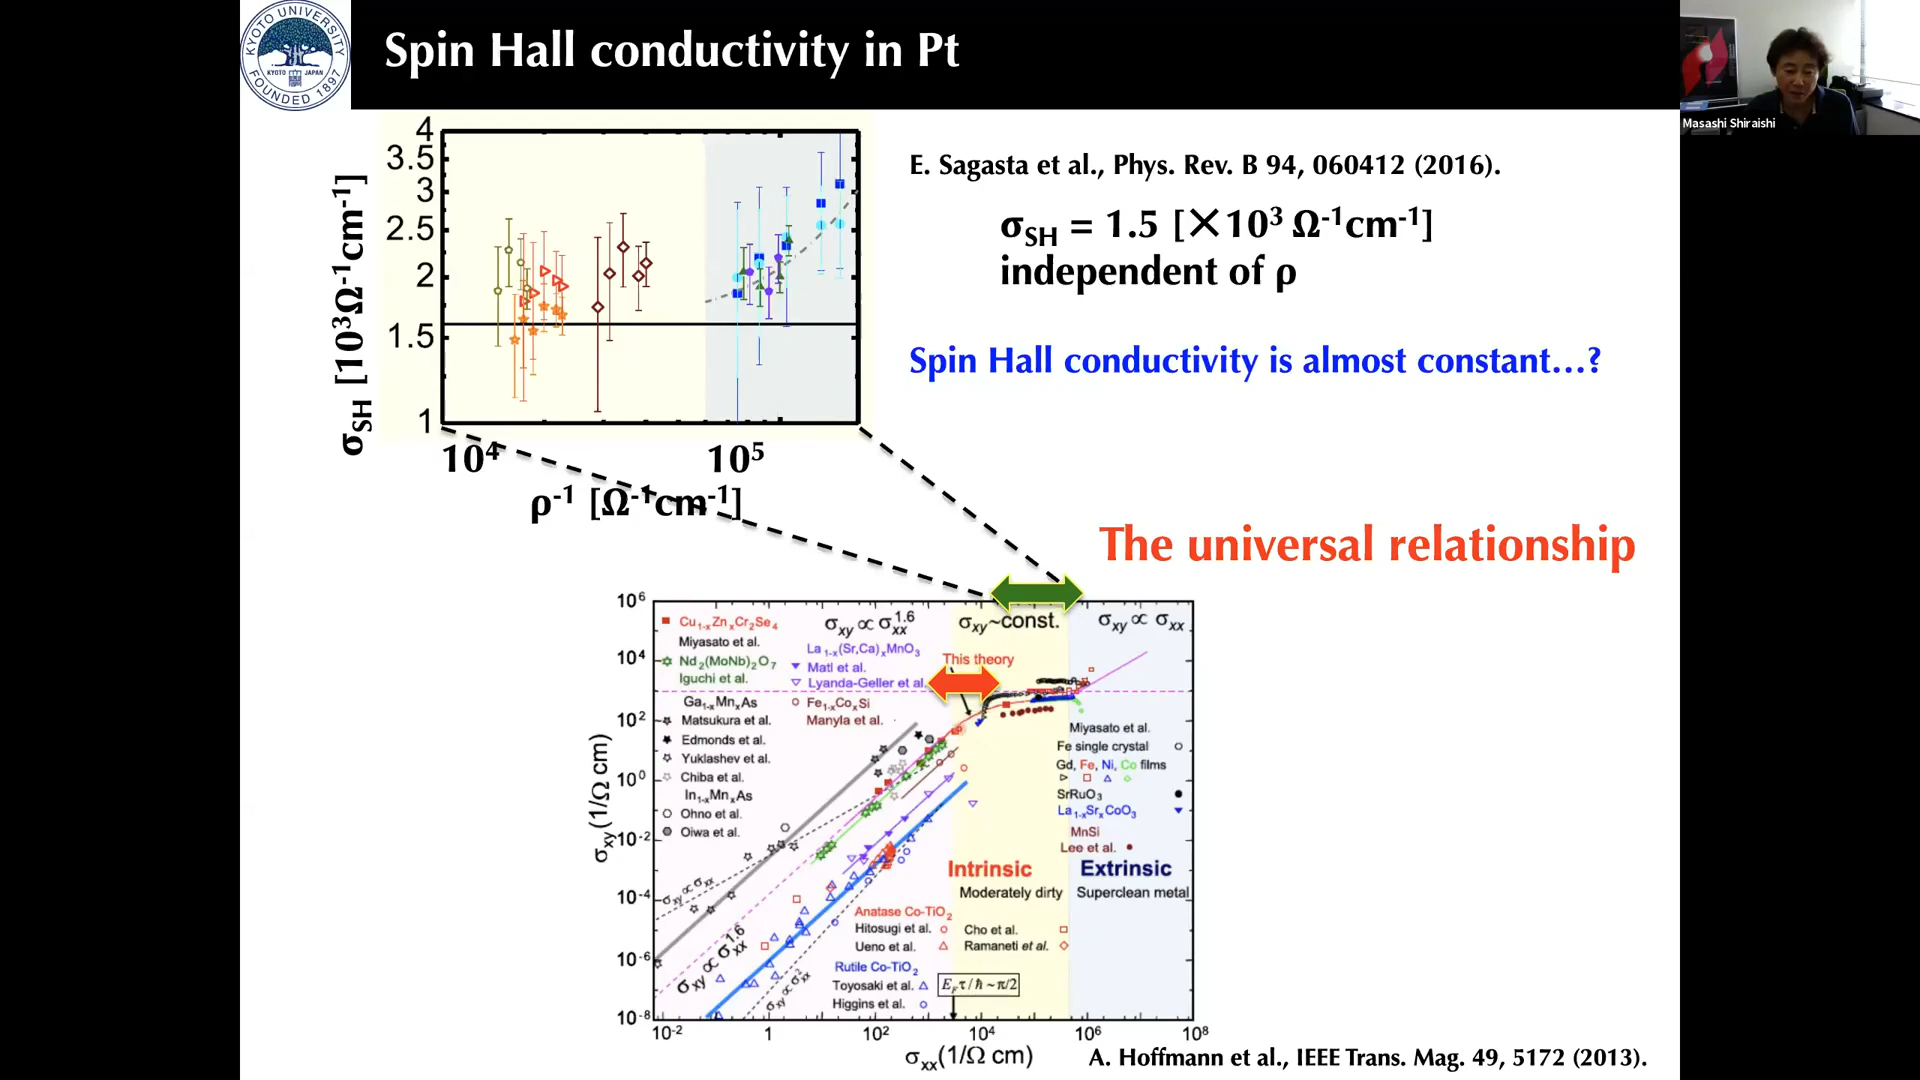 KYOTO UNIVERSITY
KYOTO JAPAN
FOUNDED 1897
Spin Hall conductivity in Pt
Masashi Shiraishi
4
3.5
3
2.5
2
1.5
1
σSH [10³Ω⁻¹cm⁻¹]
10⁴
10⁵
ρ⁻¹ [Ω⁻¹cm⁻¹]
E. Sagasta et al., Phys. Rev. B 94, 060412 (2016).
σSH = 1.5 [×10³ Ω⁻¹cm⁻¹]
independent of ρ
Spin Hall conductivity is almost constant…?
The universal relationship
10⁶
10⁴
10²
10⁰
10⁻²
10⁻⁴
10⁻⁶
10⁻⁸
σxy(1/Ω cm)
Cu₁₋ₓZnₓCr₂Se₄
Miyasato et al.
Nd₂(MoNb)₂O₇
Iguchi et al.
Ga₁₋ₓMnₓAs
Matsukura et al.
Edmonds et al.
Yuklashev et al.
Chiba et al.
In₁₋ₓMnₓAs
Ohno et al.
Oiwa et al.
σxy ∝ σxx^1.6
La₁₋ₓ(Sr,Ca)ₓMnO₃
Matl et al.
Lyanda-Geller et al.
Fe₁₋ₓCoₓSi
Manyla et al.
σxy~const.
This theory
σxy ∝ σxx
Miyasato et al.
Fe single crystal
Gd, Fe, Ni, Co films
SrRuO₃
La₁₋ₓSrₓCoO₃
MnSi
Lee et al.
Intrinsic
Moderately dirty
Extrinsic
Superclean metal
σxy ∝ σxx
σxy ∝ σxx^1.6
σxy ∝ σxx²
Anatase Co-TiO₂
Hitosugi et al.
Cho et al.
Ueno et al.
Ramaneti et al.
Rutile Co-TiO₂
Toyosaki et al.
Higgins et al.
E_F τ/ħ ~ π/2
10⁻²
1
10²
10⁴
10⁶
10⁸
σxx(1/Ω cm)
A. Hoffmann et al., IEEE Trans. Mag. 49, 5172 (2013).